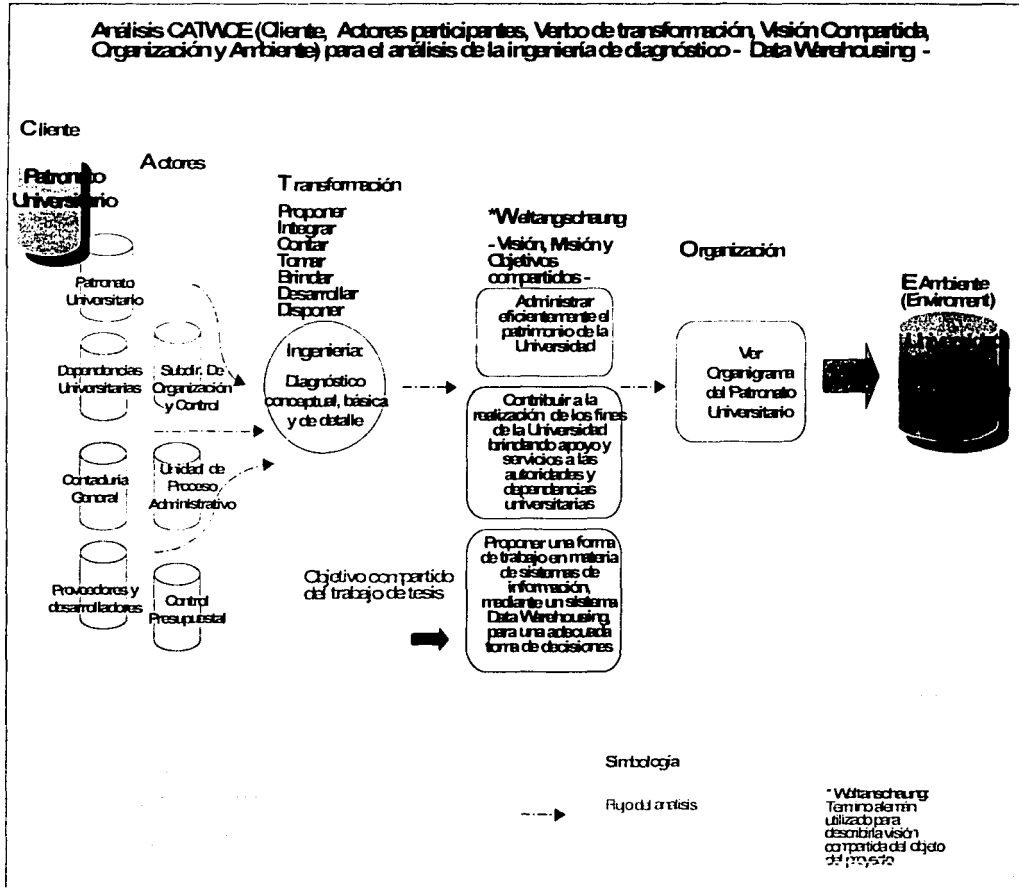 Análisis CATWOE (Cliente, Actores participantes, Verbo de transformación, Visión Compartida,
Organización y Ambiente) para el análisis de la ingeniería de diagnóstico - Data Warehousing -
Cliente
Patronato
Universitario
Actores
Patronato
Universitario
Dependencias
Universitarias
Subdir. De
Organización
y Control
Contaduría
General
Unidad de
Proceso
Administrativo
Proveedores y
desarrolladores
Control
Presupuestal
Transformación
Proponer
Integrar
Contar
Tomar
Brindar
Desarrollar
Disponer
Ingeniería:
Diagnóstico
conceptual, básica
y de detalle
*Weltangschaung
- Visión, Misión y
Objetivos
compartidos -
Administrar
eficientemente el
patrimonio de la
Universidad
Contribuir a la
realización de los fines
de la Universidad
brindando apoyo y
servicios a las
autoridades y
dependencias
universitarias
Objetivo compartido
del trabajo de tesis
Proponer una forma
de trabajo en materia
de sistemas de
información,
mediante un sistema
Data Warehousing,
para una adecuada
toma de decisiones
Organización
Ver
Organigrama
del Patronato
Universitario
E Ambiente
(Enviroment)
Universidad
Simbología
Flujo del análisis
* Weltanschaung:
Termino alemán
utilizado para
describir la visión
compartida del objeto
del proyecto